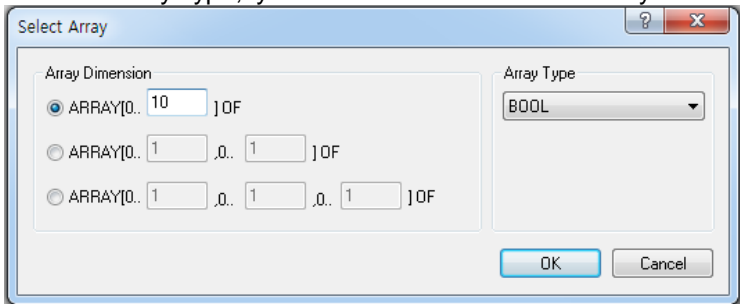 Select Array
Array Dimension
ARRAY[0.. 10 ] OF
ARRAY[0.. 1 ,0.. 1 ] OF
ARRAY[0.. 1 ,0.. 1 ,0.. 1 ] OF
Array Type
BOOL
OK
Cancel